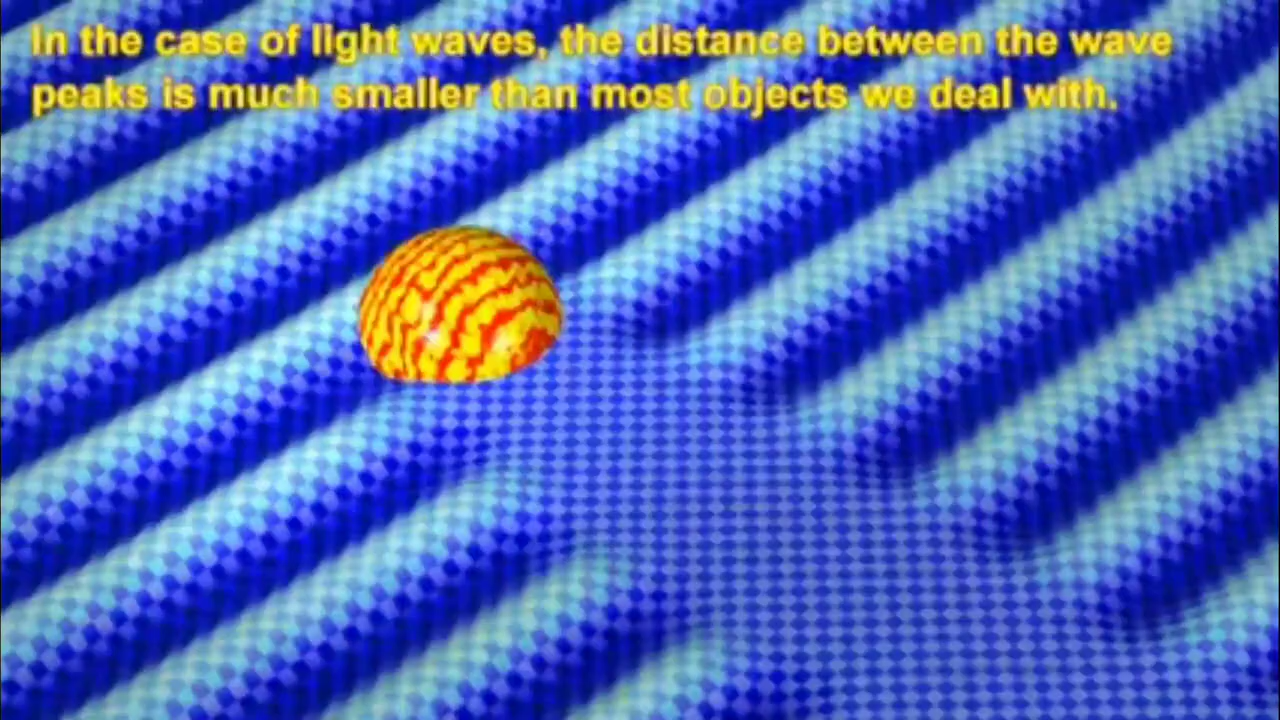 In the case of light waves, the distance between the wave
peaks is much smaller than most objects we deal with.